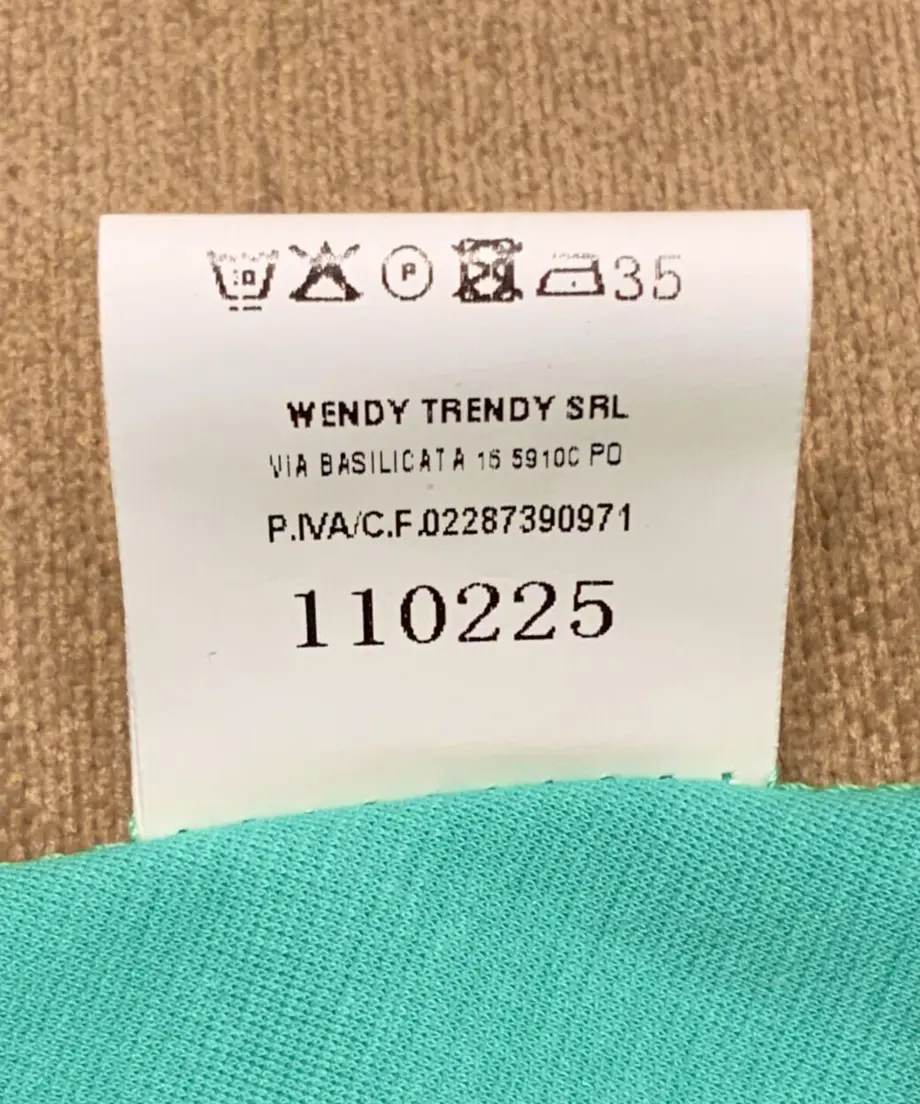 P 35
WENDY TRENDY SRL
VIA BASILICATA 16 59100 PO
P.IVA/C.F.02287390971
110225